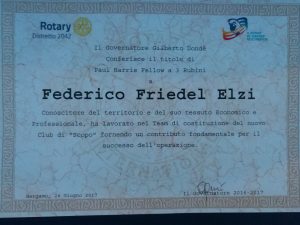 Rotary
Distretto 2042
Il Governatore Gilberto Dondè
Conferisce il titolo di
Paul Harris Fellow a 3 Rubini
a
Federico Friedel Elzi
Conoscitore del territorio e del suo tessuto Economico e
Professionale, ha lavorato nel Team di costituzione del nuovo
Club di "Scopo" fornendo un contributo fondamentale per il
successo dell'operazione.
Bergamo, 24 Giugno 2017
Il Governatore 2016-2017